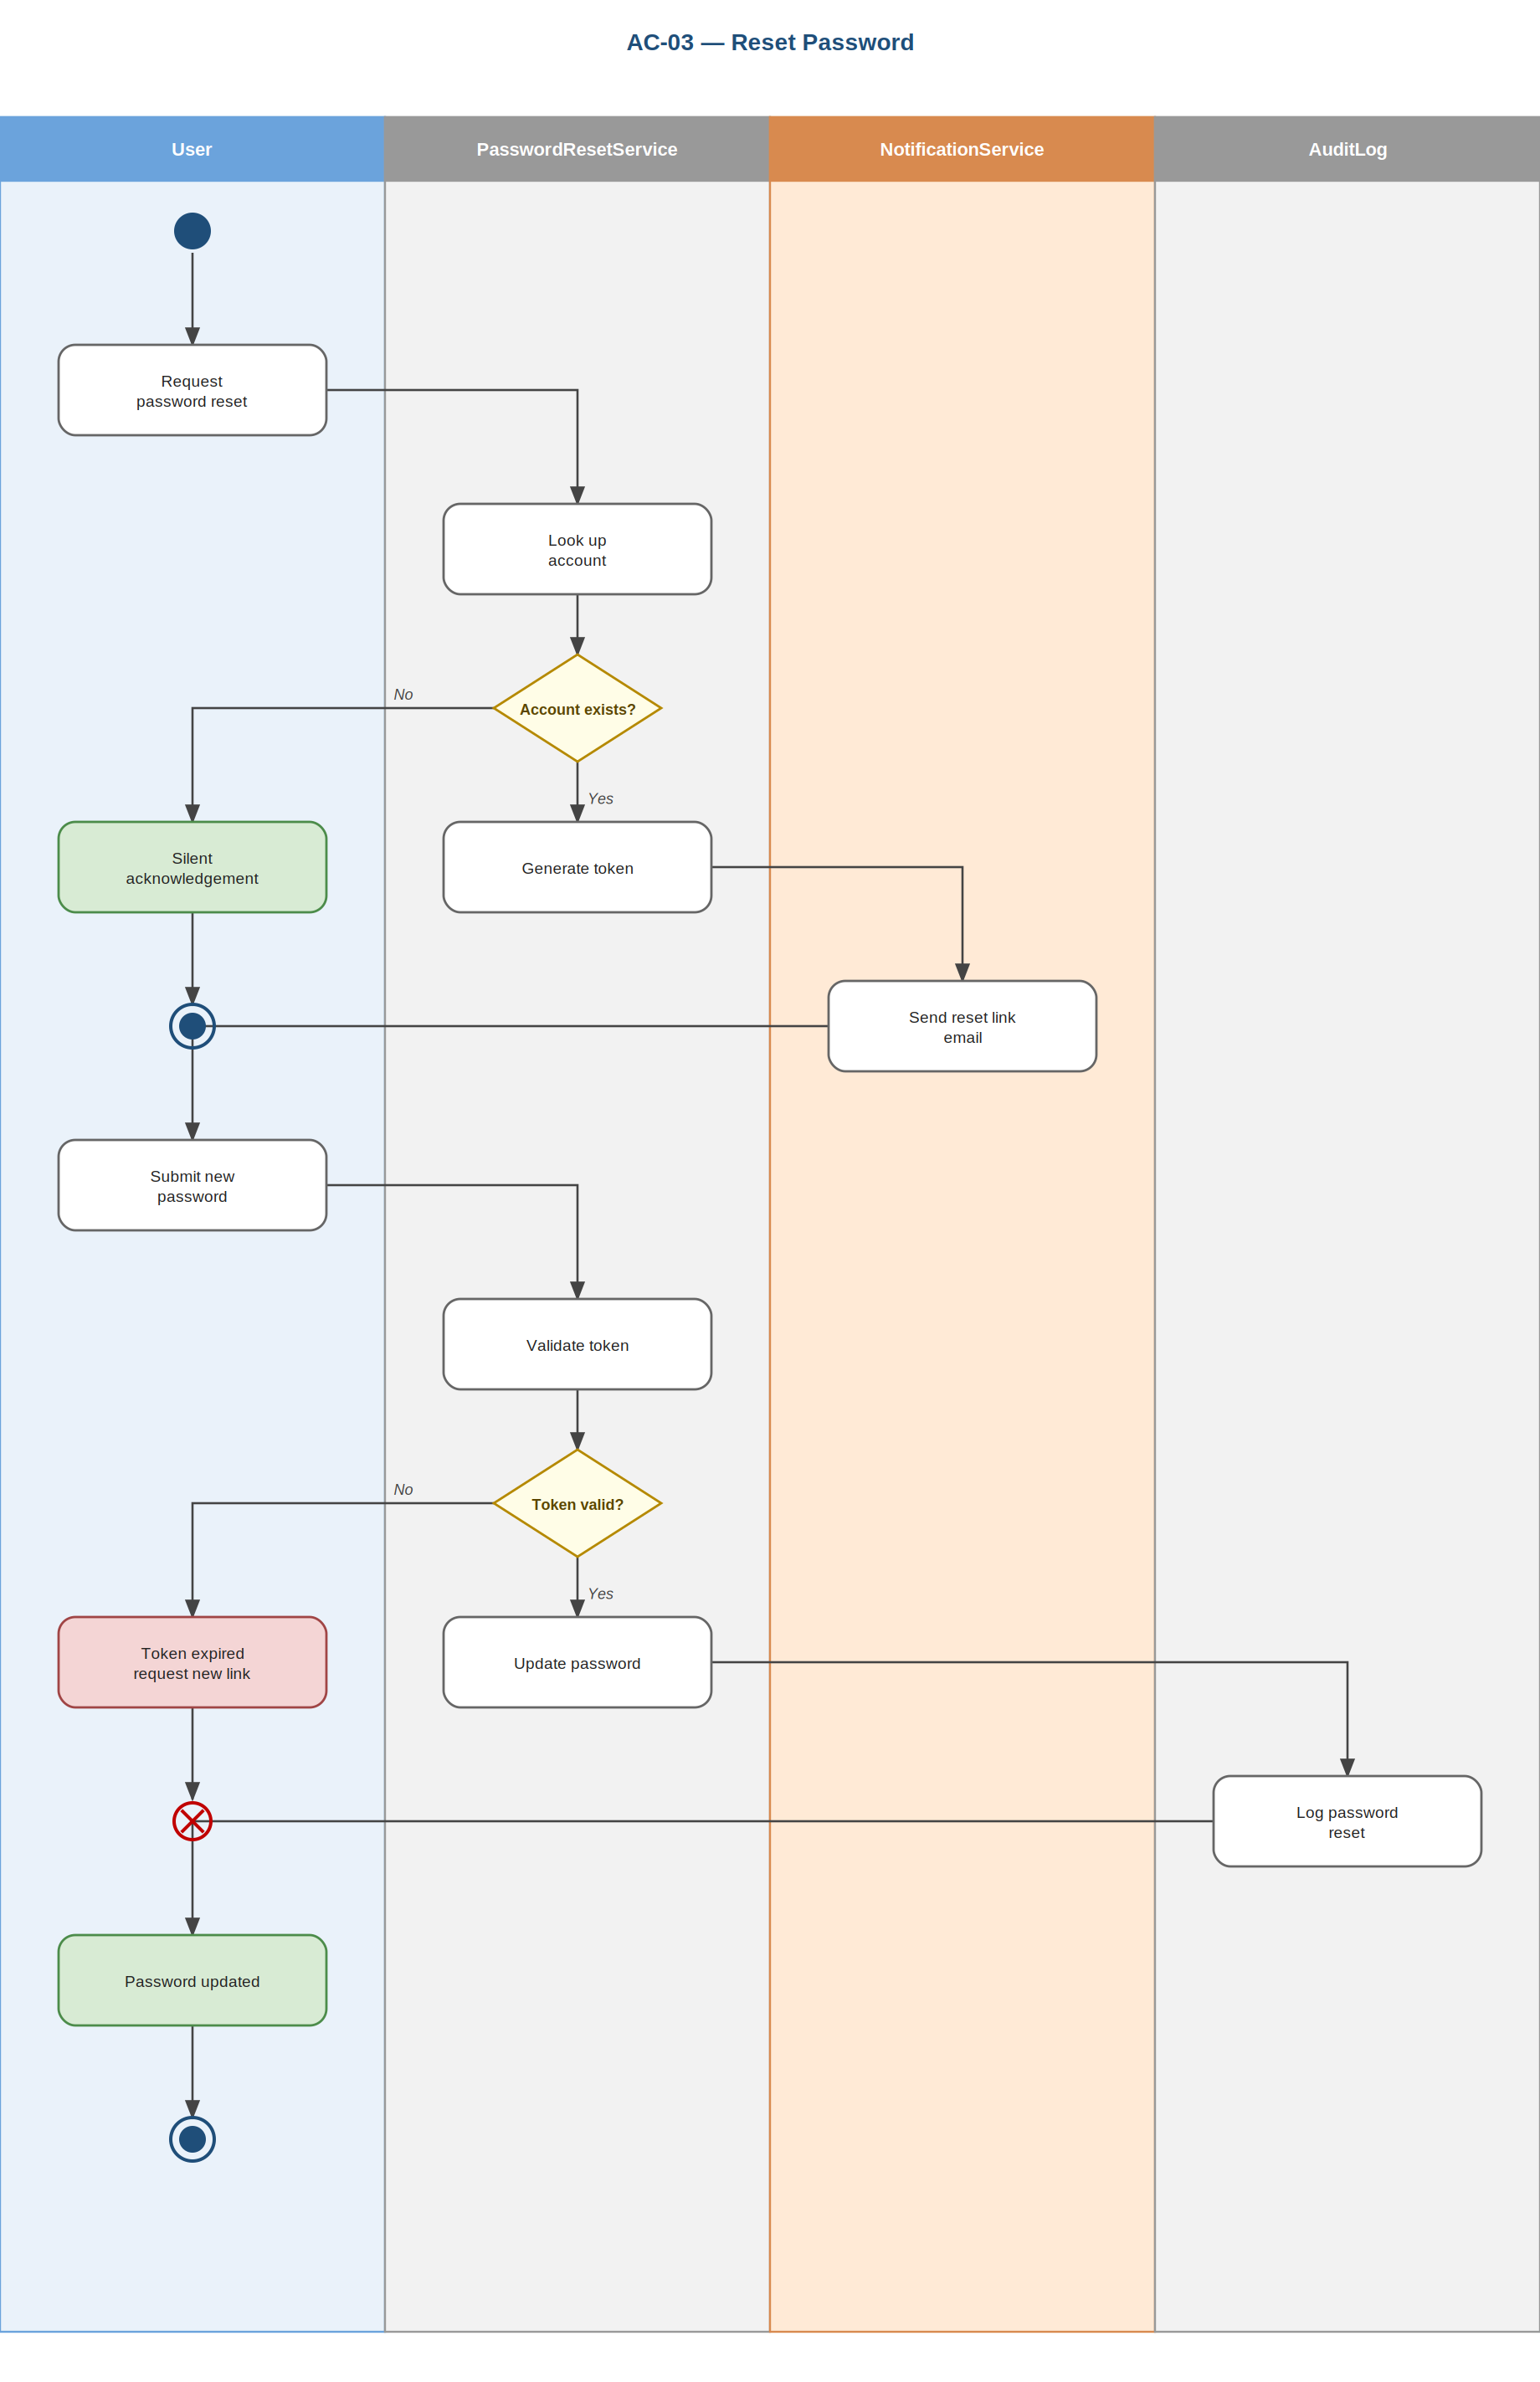 AC-03 — Reset Password
User
PasswordResetService
NotificationService
AuditLog
Request
password reset
Look up
account
No
Account exists?
Yes
Silent
acknowledgement
Generate token
Send reset link
email
Submit new
password
Validate token
No
Token valid?
Yes
Token expired
request new link
Update password
Log password
reset
Password updated